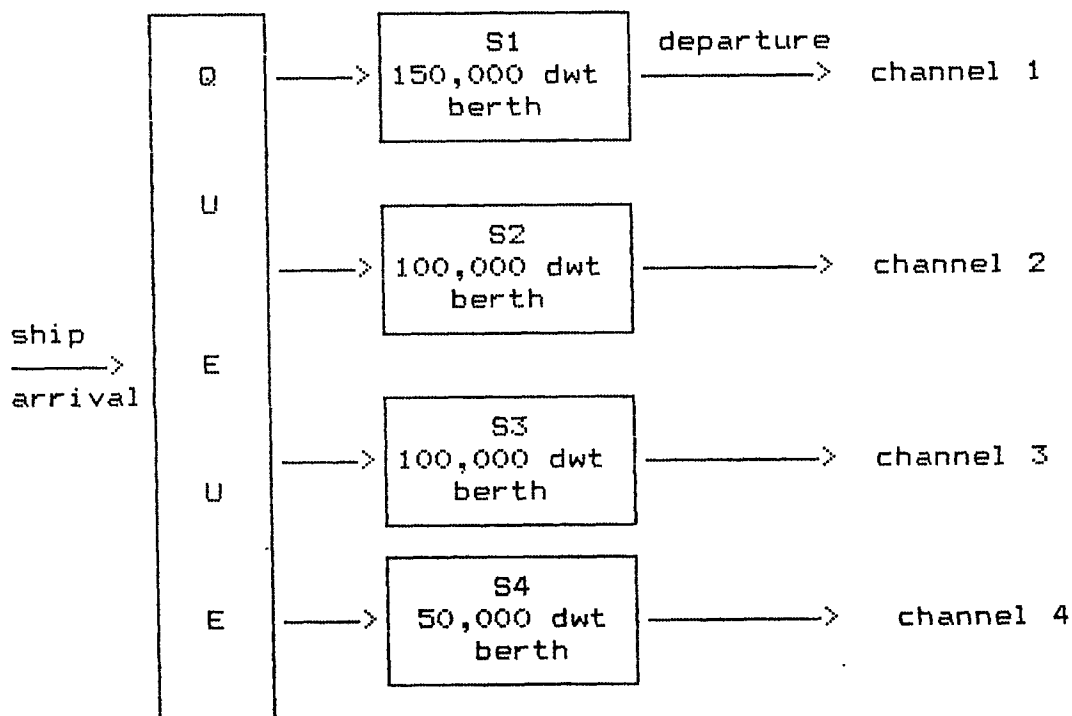 ship
arrival
Q
U
E
U
E
S1
150,000 dwt
berth
departure
channel 1
S2
100,000 dwt
berth
channel 2
S3
100,000 dwt
berth
channel 3
S4
50,000 dwt
berth
channel 4